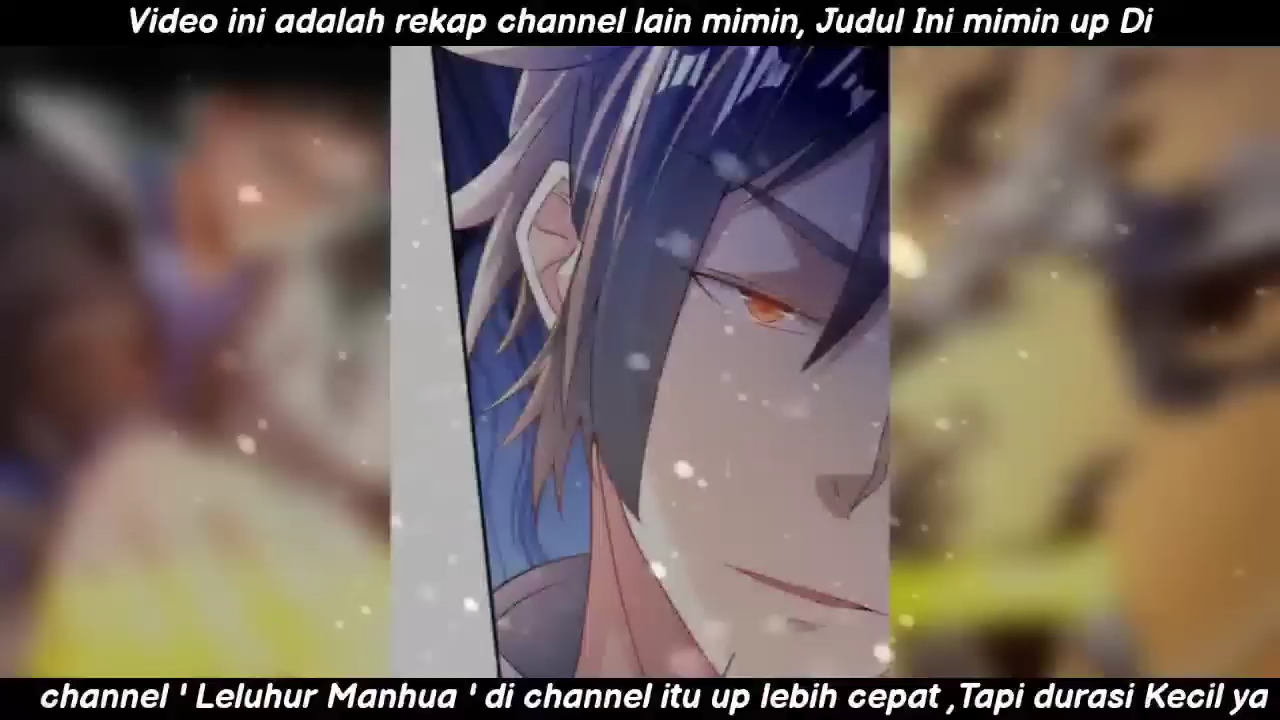 Video ini adalah rekap channel lain mimin, Judul Ini mimin up Di
channel ' Leluhur Manhua ' di channel itu up lebih cepat ,Tapi durasi Kecil ya